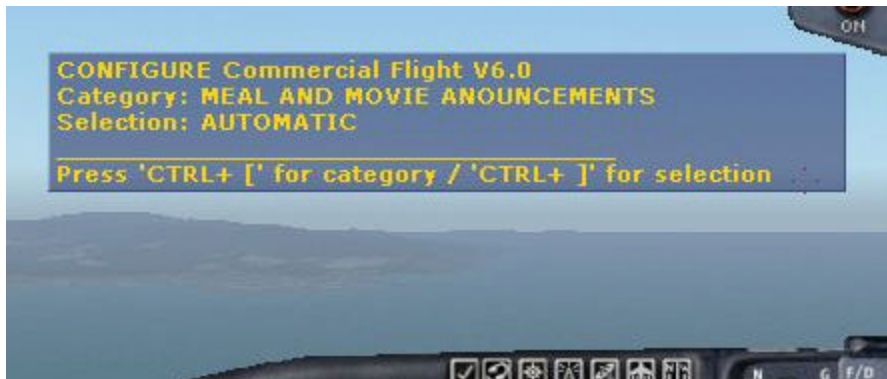 ON
CONFIGURE Commercial Flight V6.0
Category: MEAL AND MOVIE ANOUNCEMENTS
Selection: AUTOMATIC
Press 'CTRL+ [' for category / 'CTRL+ ]' for selection
N G F/D